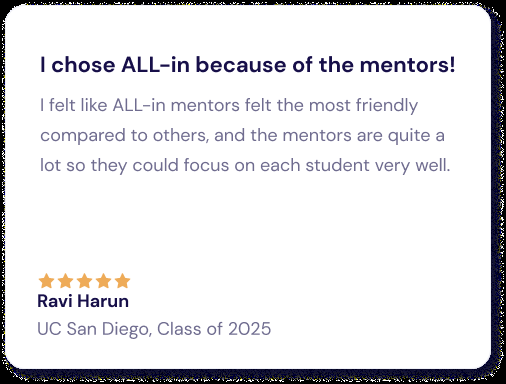 I chose ALL-in because of the mentors!
I felt like ALL-in mentors felt the most friendly
compared to others, and the mentors are quite a
lot so they could focus on each student very well.
Ravi Harun
UC San Diego, Class of 2025